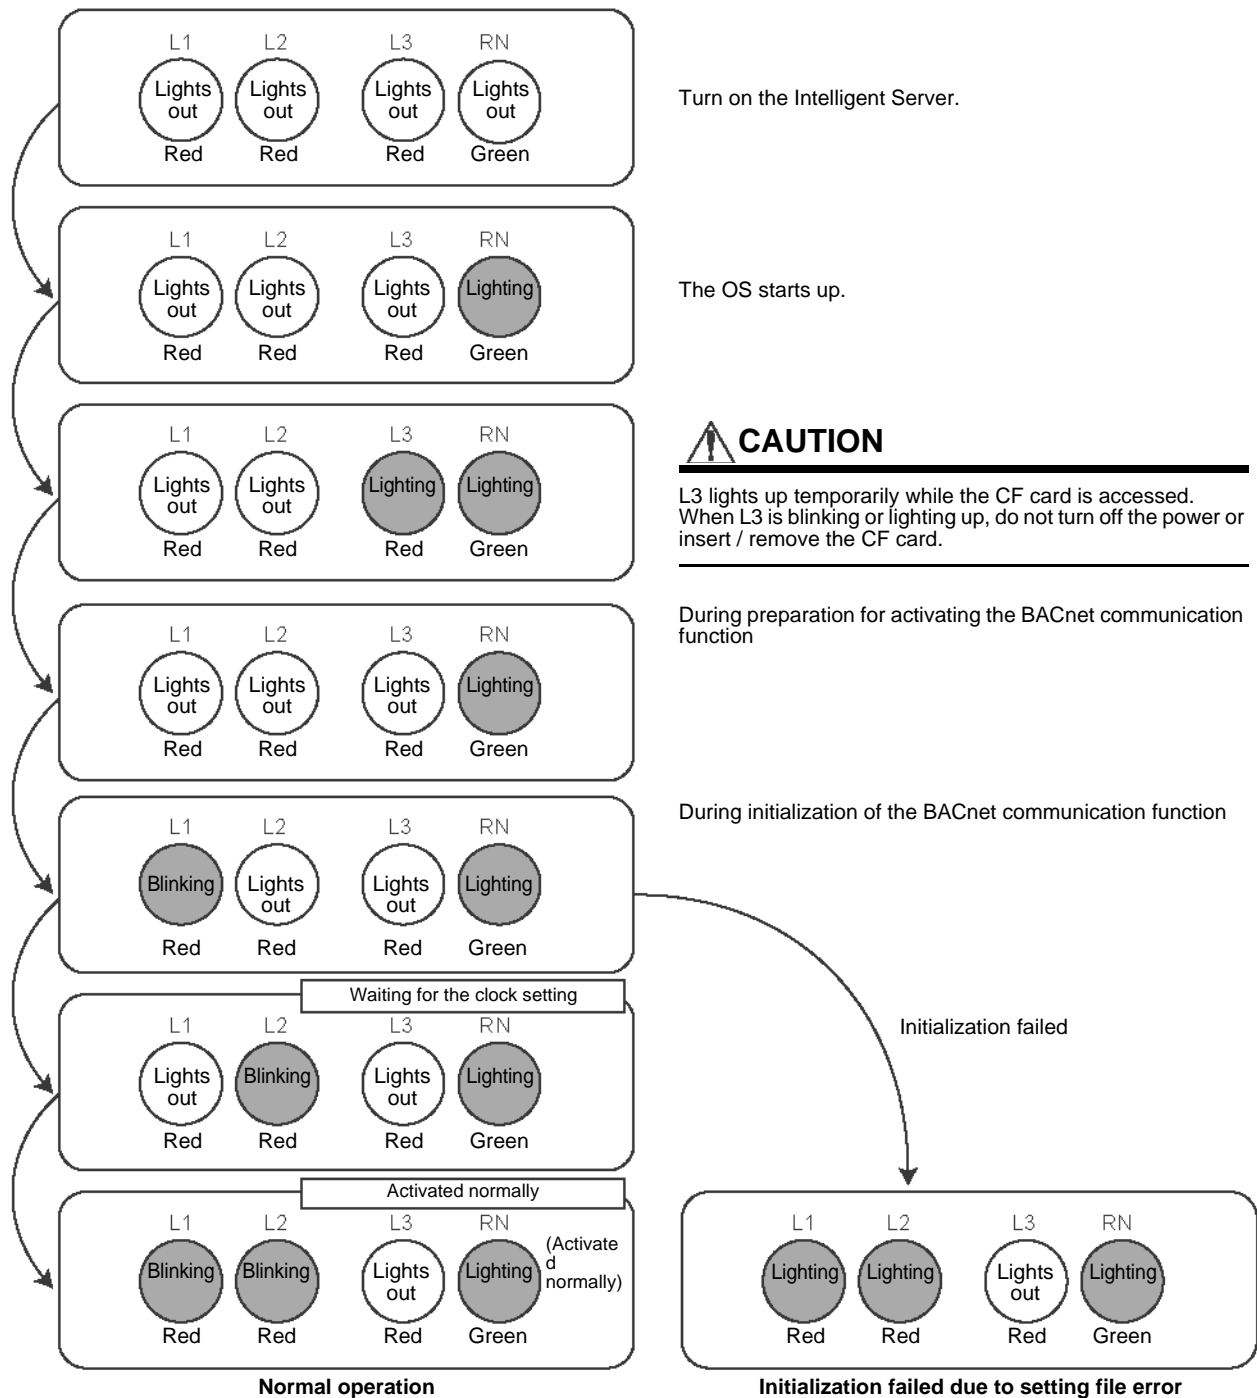 L1 L2 L3 RN
Lights out Lights out Lights out Lights out
Red Red Red Green
Turn on the Intelligent Server.
L1 L2 L3 RN
Lights out Lights out Lights out Lighting
Red Red Red Green
The OS starts up.
L1 L2 L3 RN
Lights out Lights out Lighting Lighting
Red Red Red Green
CAUTION
L3 lights up temporarily while the CF card is accessed.
When L3 is blinking or lighting up, do not turn off the power or
insert / remove the CF card.
During preparation for activating the BACnet communication
function
L1 L2 L3 RN
Lights out Lights out Lights out Lighting
Red Red Red Green
During initialization of the BACnet communication function
L1 L2 L3 RN
Blinking Lights out Lights out Lighting
Red Red Red Green
Initialization failed
Waiting for the clock setting
L1 L2 L3 RN
Lights out Blinking Lights out Lighting
Red Red Red Green
Activated normally
L1 L2 L3 RN
Blinking Blinking Lights out Lighting
(Activate
d
normally)
Red Red Red Green
Normal operation
L1 L2 L3 RN
Lighting Lighting Lights out Lighting
Red Red Red Green
Initialization failed due to setting file error